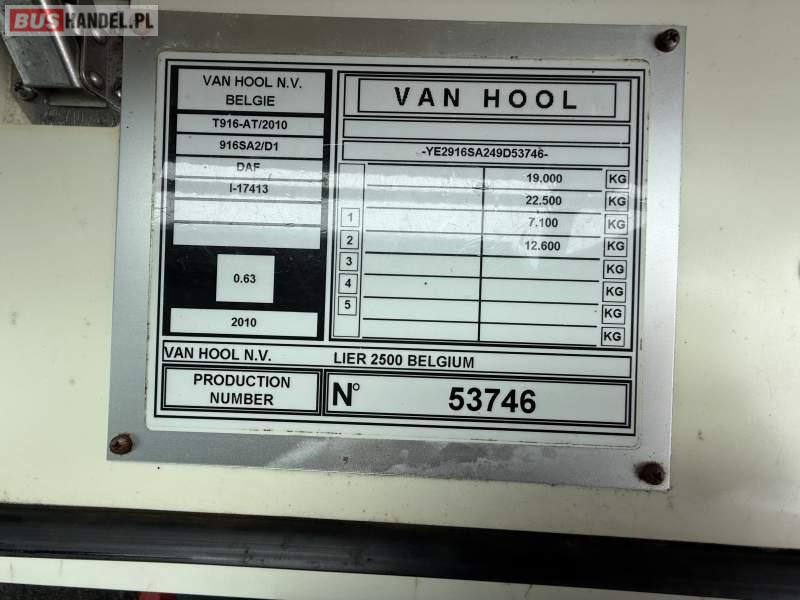 BUSHANDEL.PL
VAN HOOL N.V.
BELGIE
T916-AT/2010
916SA2/D1
DAF
I-17413
0.63
2010
VAN HOOL
-YE2916SA249D53746-
19.000 KG
22.500 KG
1 7.100 KG
2 12.600 KG
3 KG
4 KG
5 KG
KG
VAN HOOL N.V. LIER 2500 BELGIUM
PRODUCTION
NUMBER
N° 53746